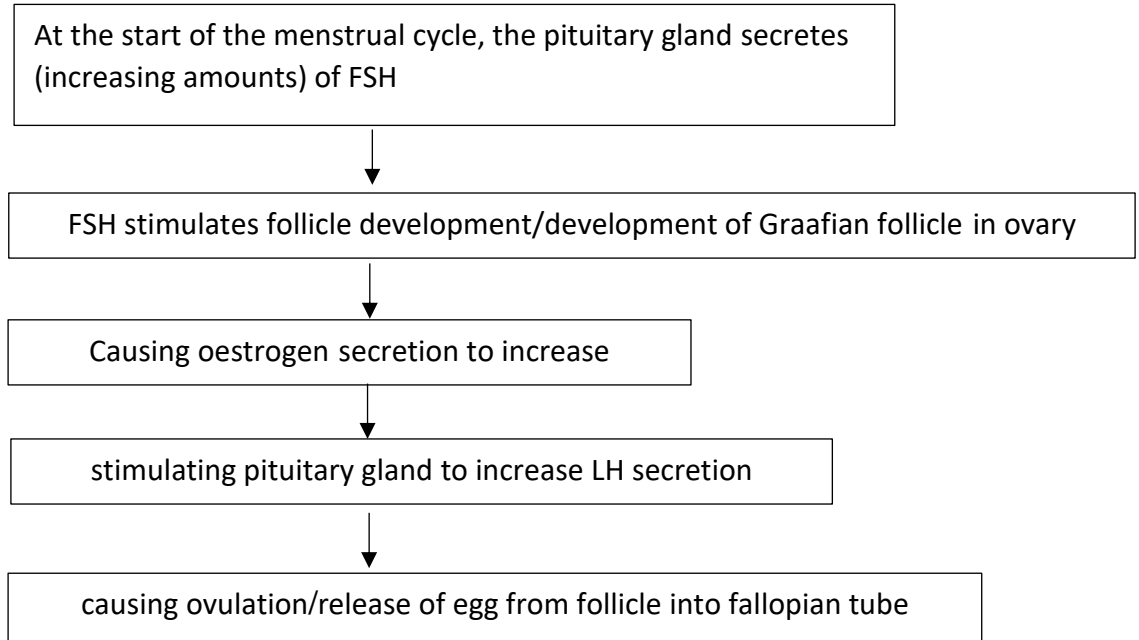 At the start of the menstrual cycle, the pituitary gland secretes
(increasing amounts) of FSH
FSH stimulates follicle development/development of Graafian follicle in ovary
Causing oestrogen secretion to increase
stimulating pituitary gland to increase LH secretion
causing ovulation/release of egg from follicle into fallopian tube